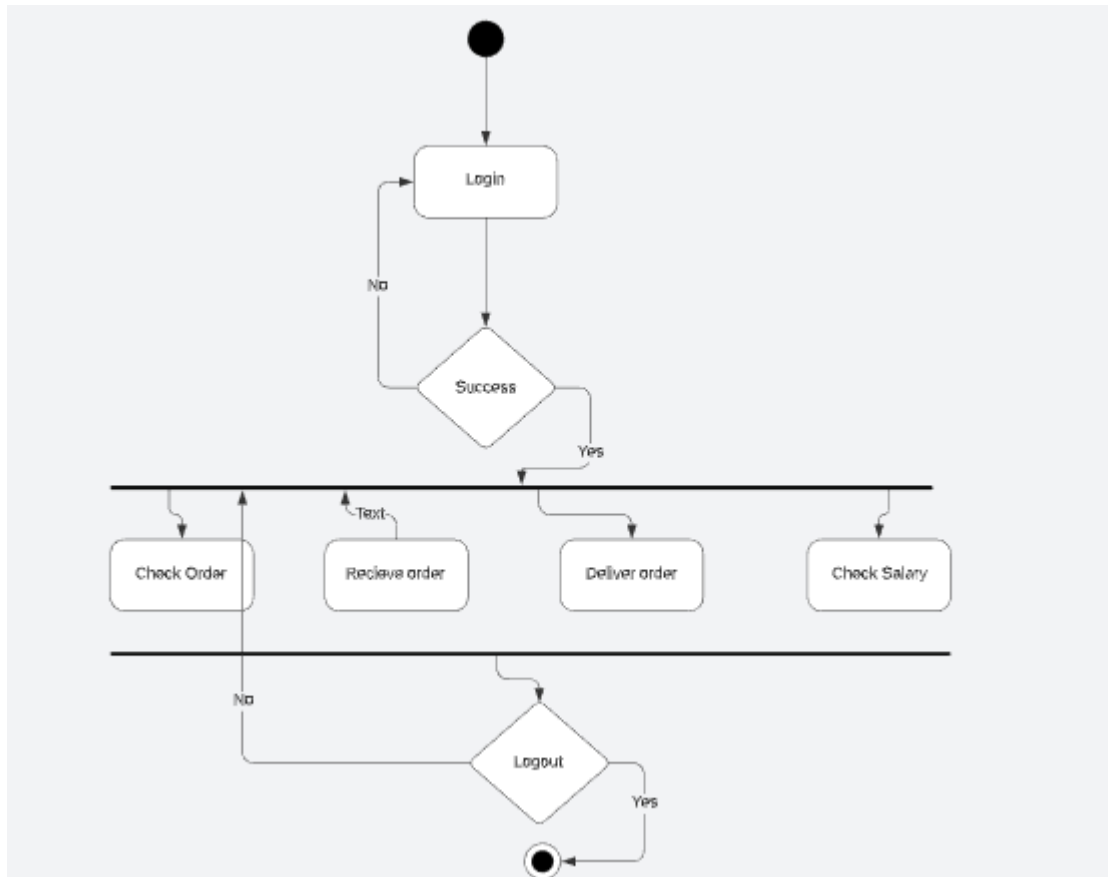 Login
No
Success
Yes
Text
Check Order
Recieve order
Deliver order
Check Salary
No
Logout
Yes